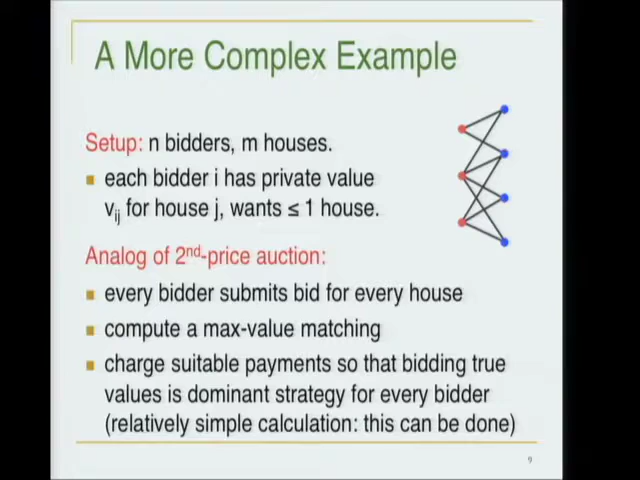 A More Complex Example
Setup: n bidders, m houses.
■ each bidder i has private value
vij for house j, wants ≤ 1 house.
Analog of 2nd-price auction:
■ every bidder submits bid for every house
■ compute a max-value matching
■ charge suitable payments so that bidding true
values is dominant strategy for every bidder
(relatively simple calculation: this can be done)
9